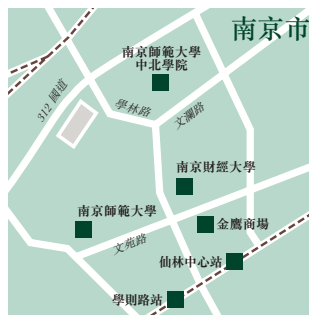 南京市
南京師範大學
中北學院
312 國道
學林路
文瀾路
南京財經大學
南京師範大學
金鷹商場
文苑路
仙林中心站
學則路站